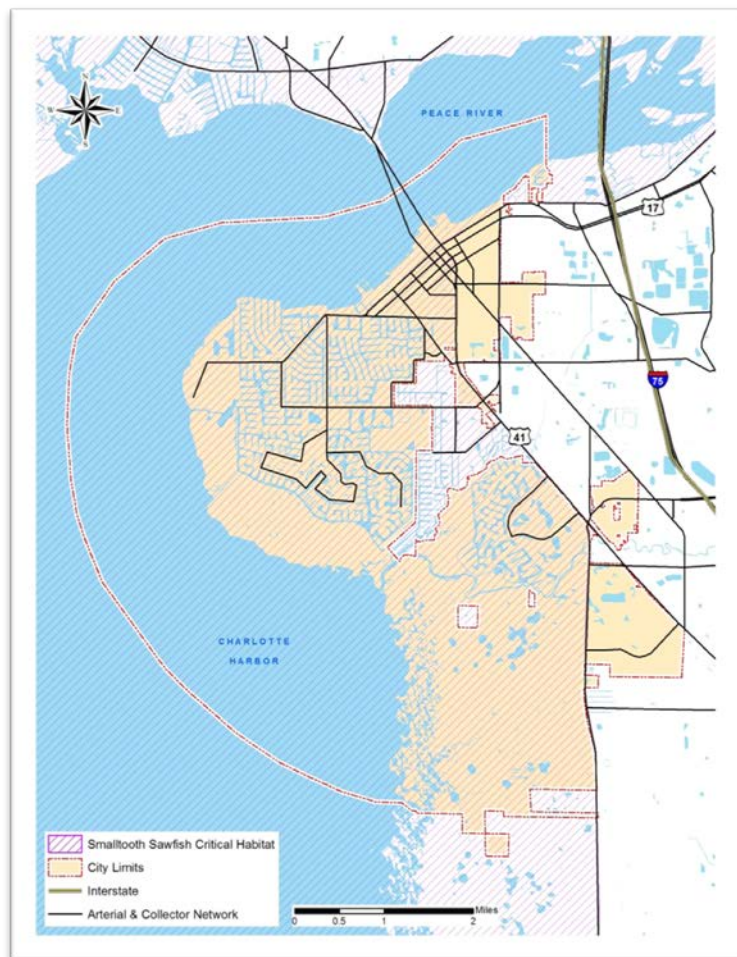 N
W
E
S
PEACE RIVER
17
75
41
CHARLOTTE
HARBOR
Smalltooth Sawfish Critical Habitat
City Limits
Interstate
Arterial & Collector Network
Miles
0 0.5 1 2